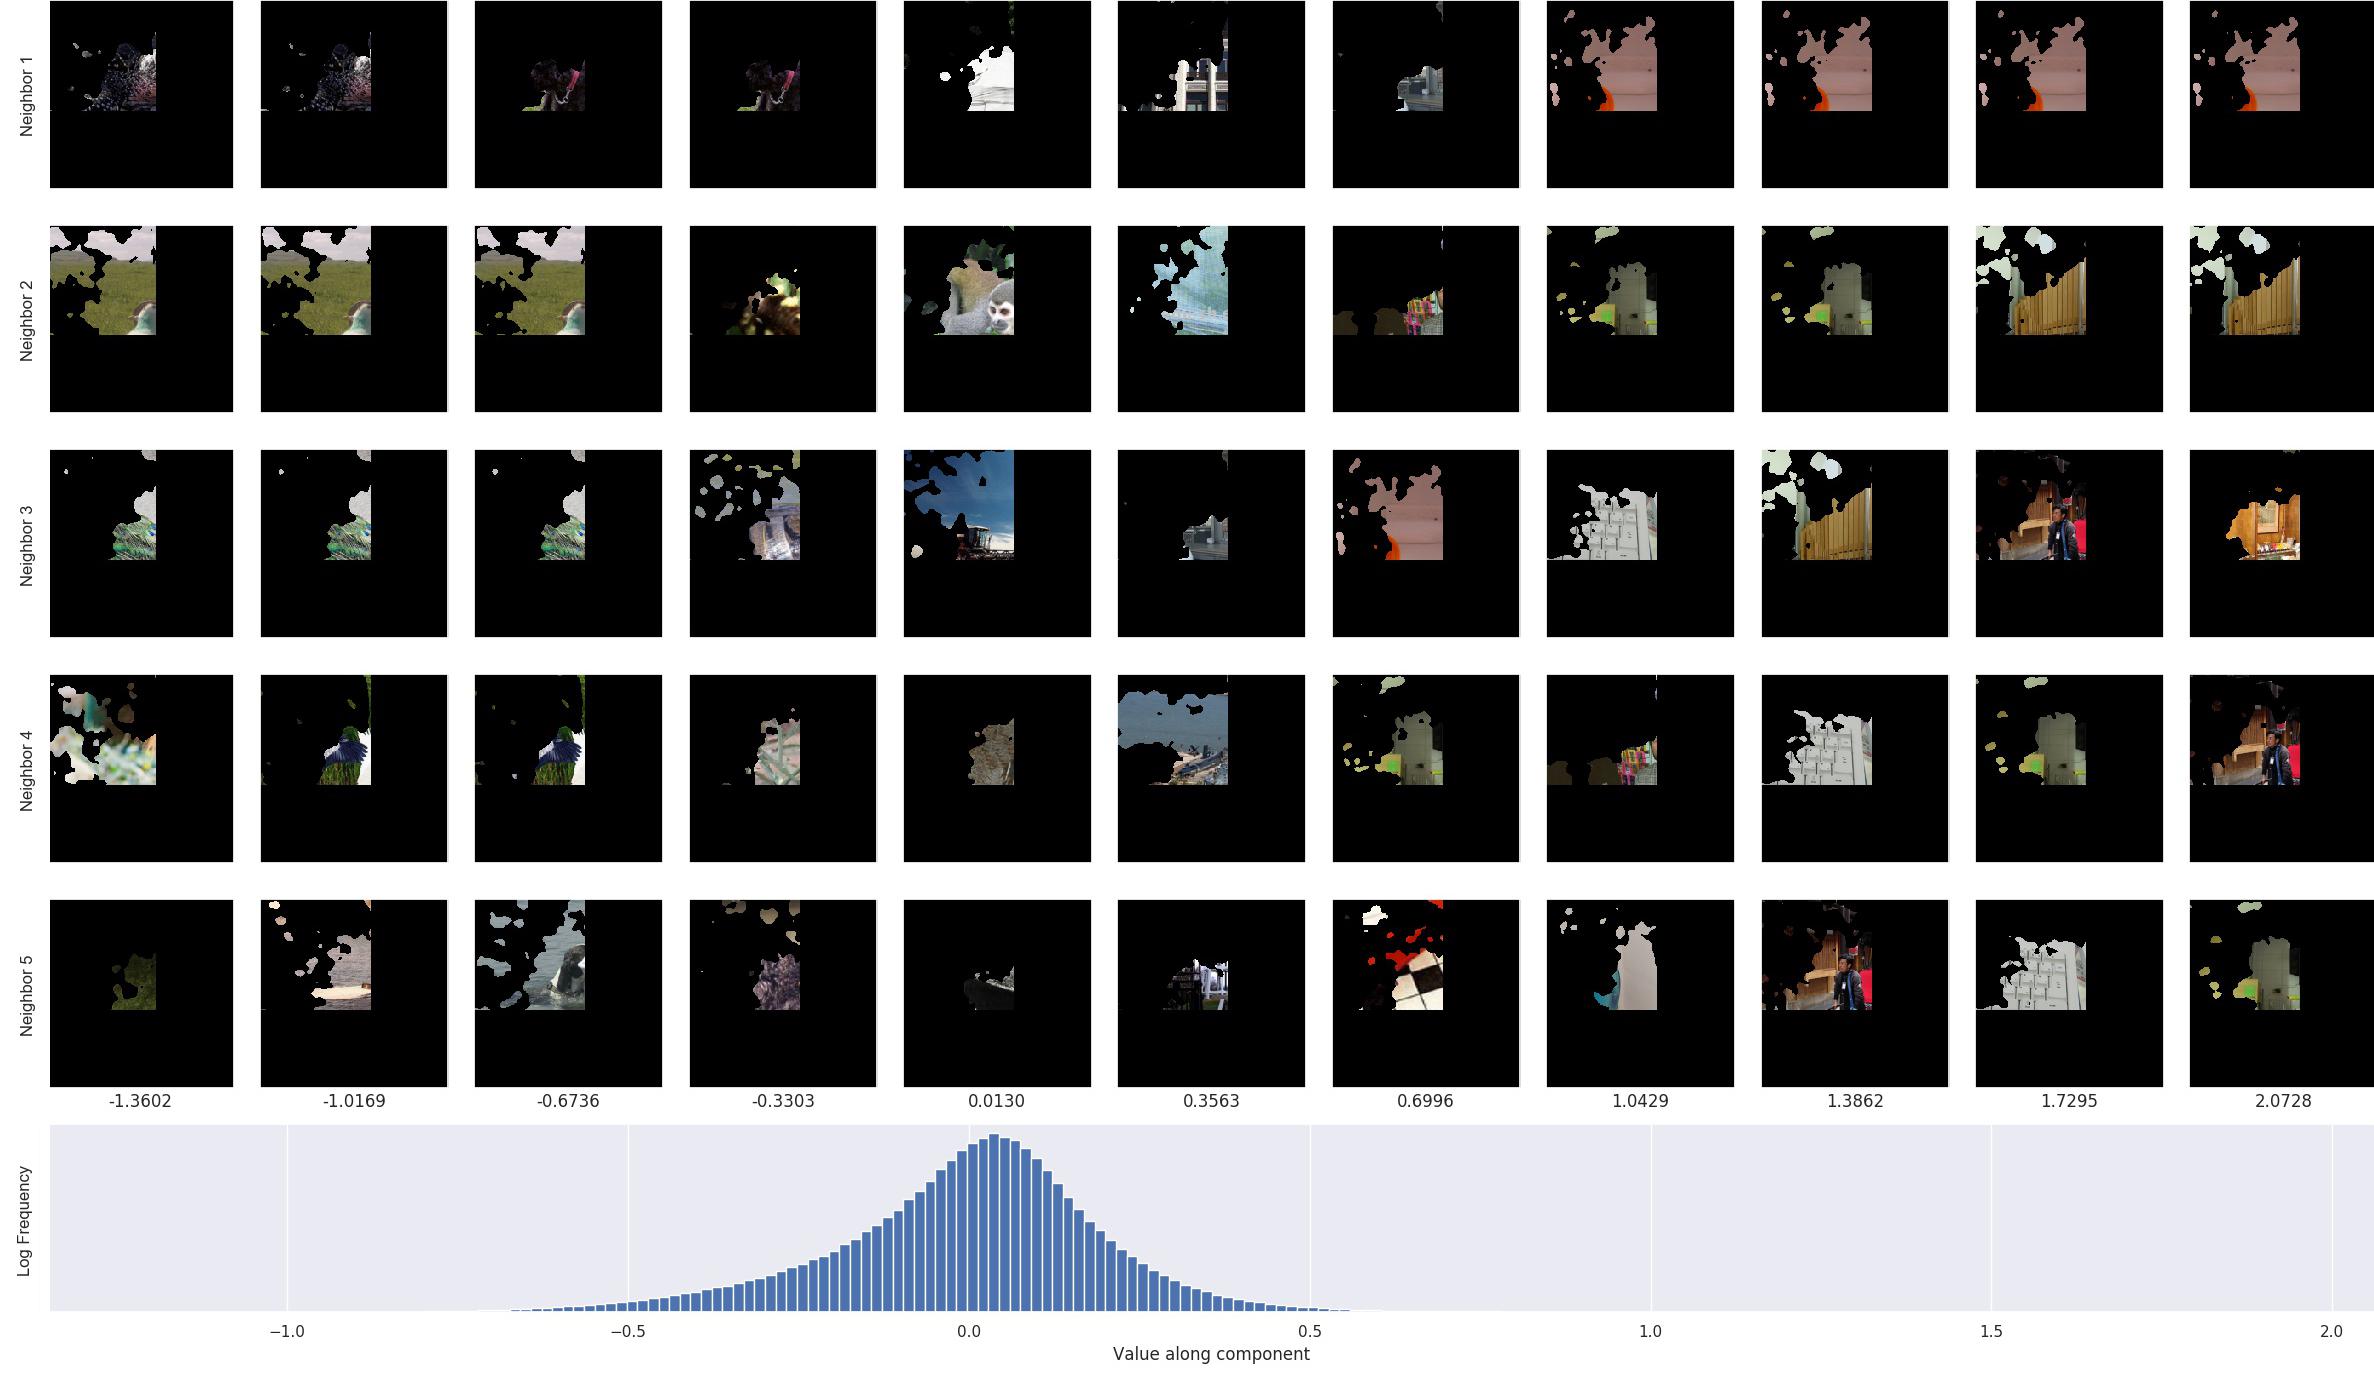 Neighbor 1
Neighbor 2
Neighbor 3
Neighbor 4
Neighbor 5
-1.3602 -1.0169 -0.6736 -0.3303 0.0130 0.3563 0.6996 1.0429 1.3862 1.7295 2.0728
Log Frequency
−1.0 −0.5 0.0 0.5 1.0 1.5 2.0
Value along component